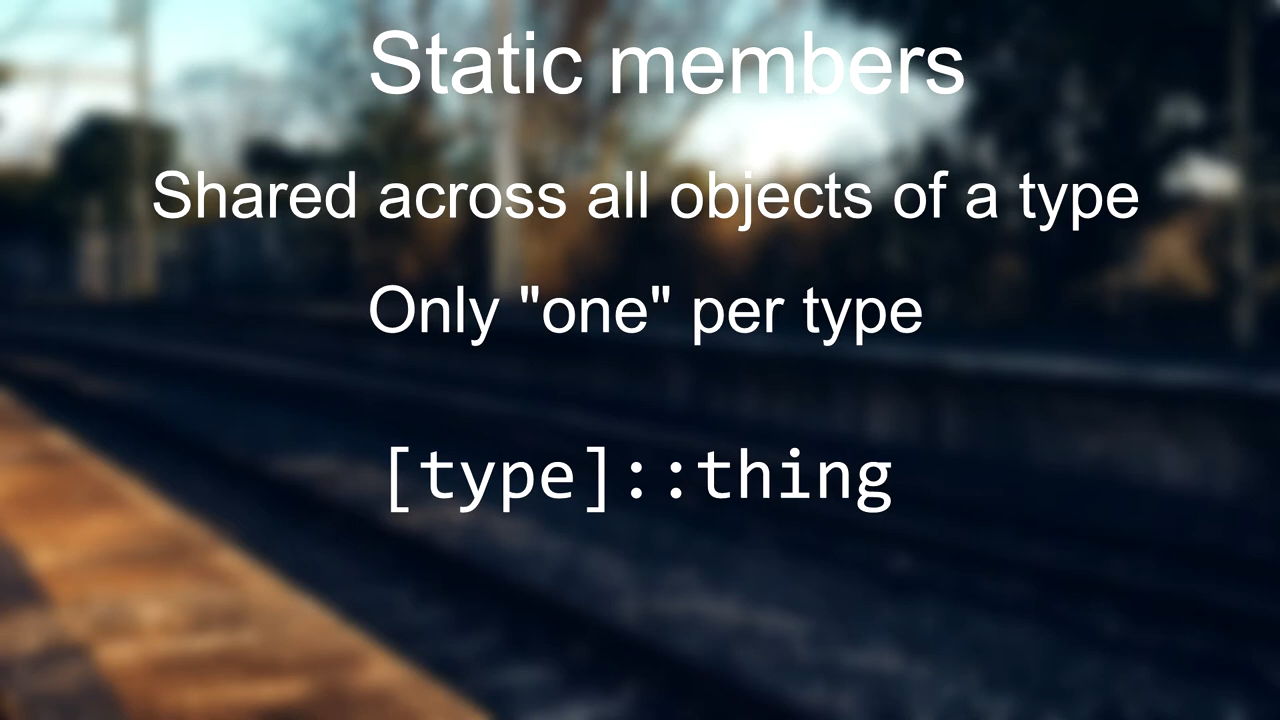 Static members
Shared across all objects of a type
Only "one" per type
[type]::thing